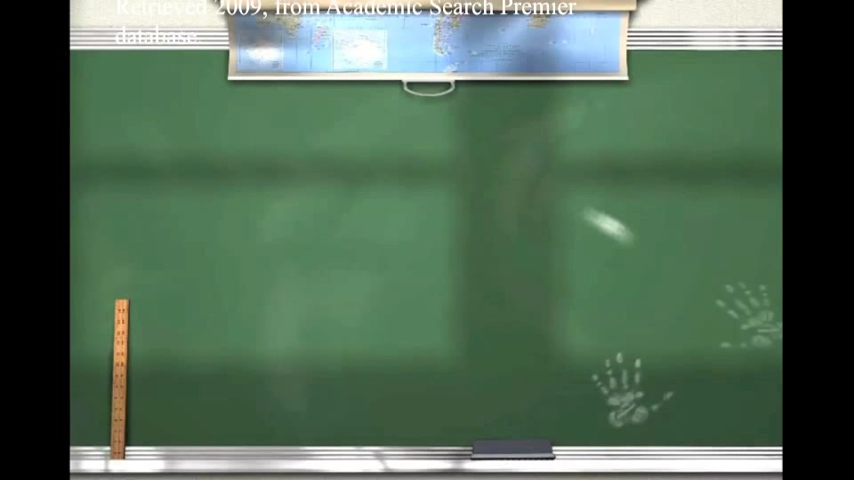 Retrieved 2009, from Academic Search Premier
database.